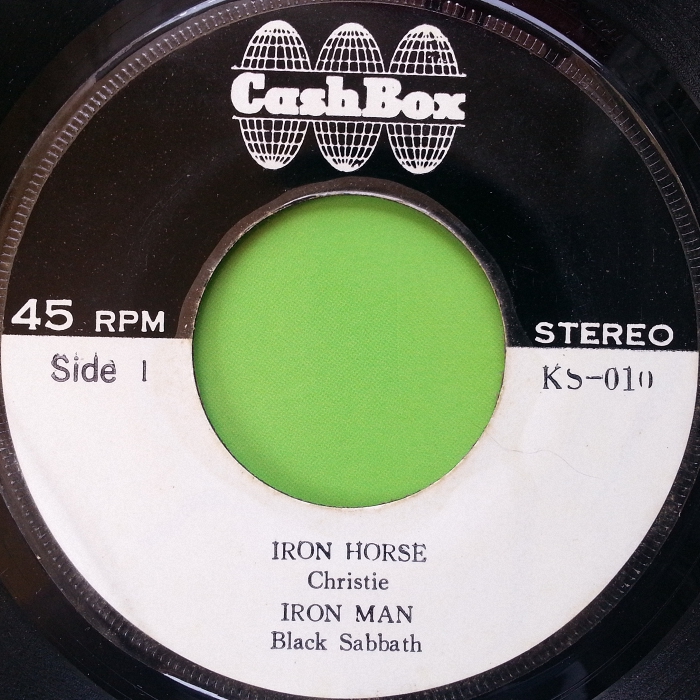 CashBox
45 RPM
STEREO
Side 1
KS-010
IRON HORSE
Christie
IRON MAN
Black Sabbath